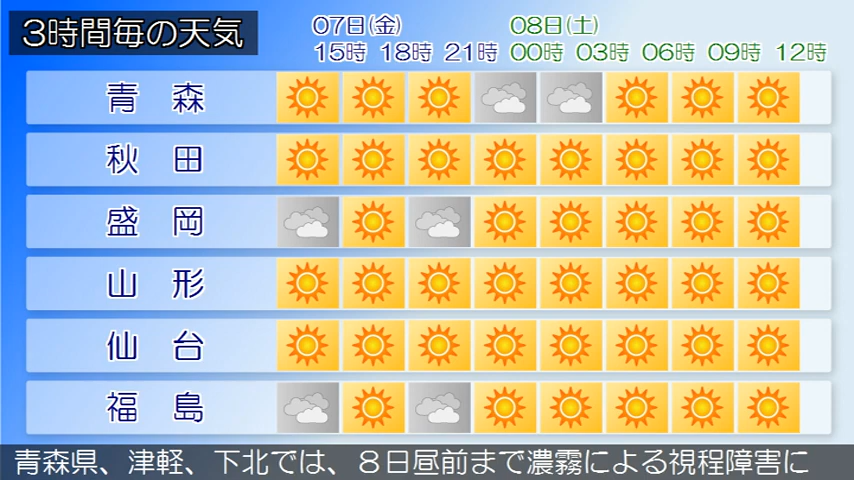 3時間毎の天気
07日(金) 08日(土)
15時 18時 21時 00時 03時 06時 09時 12時
青森
秋田
盛岡
山形
仙台
福島
青森県、津軽、下北では、８日昼前まで濃霧による視程障害に